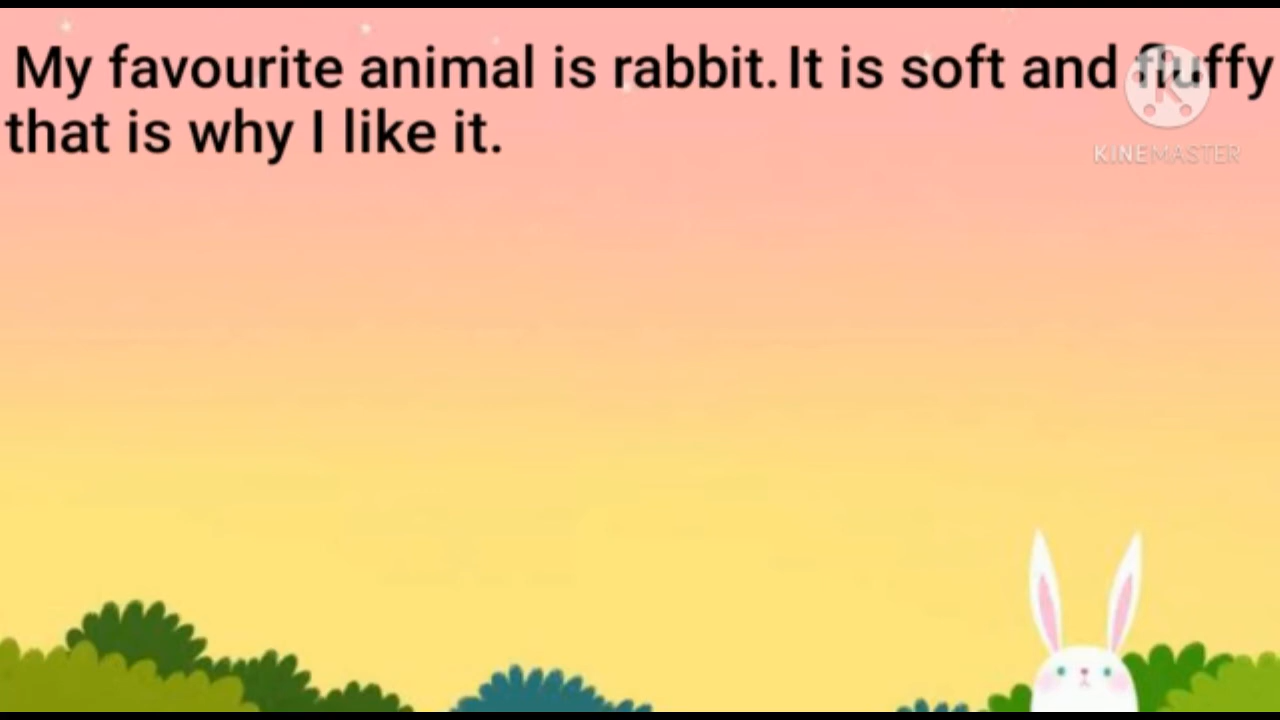 My favourite animal is rabbit. It is soft and fluffy
that is why I like it.
KINEMASTER